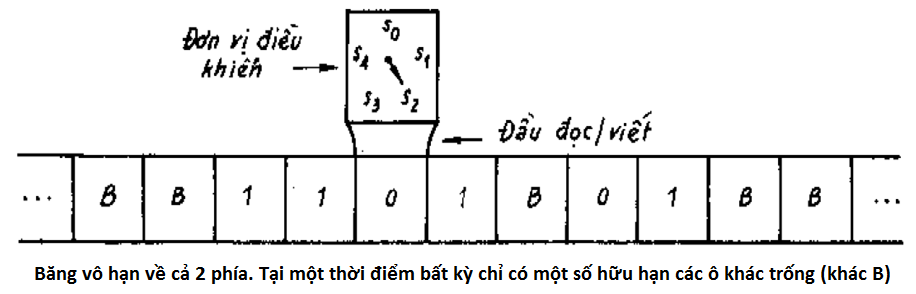 Đơn vị điều
khiển
s0
s4 s1
s3 s2
Đầu đọc/viết
... B B 1 1 0 1 B 0 1 B B ...
Băng vô hạn về cả 2 phía. Tại một thời điểm bất kỳ chỉ có một số hữu hạn các ô khác trống (khác B)